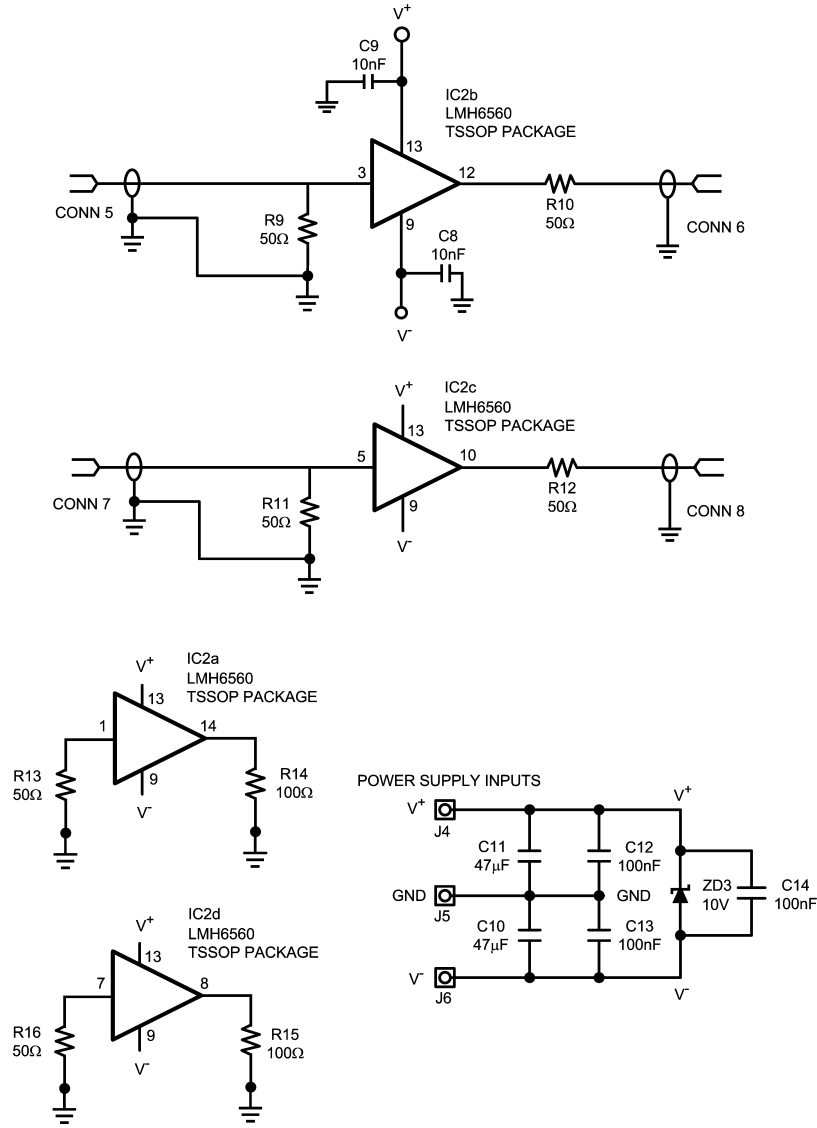 V+
C9
10nF
IC2b
LMH6560
TSSOP PACKAGE
13
3
12
CONN 5
R9
50Ω
9
R10
50Ω
CONN 6
C8
10nF
V-
V+
IC2c
LMH6560
TSSOP PACKAGE
13
5
10
CONN 7
R11
50Ω
9
R12
50Ω
CONN 8
V-
V+
IC2a
LMH6560
TSSOP PACKAGE
13
1
14
R13
50Ω
9
R14
100Ω
V-
POWER SUPPLY INPUTS
V+
J4
V+
C11
47µF
C12
100nF
GND
J5
GND
ZD3
10V
C14
100nF
C10
47µF
C13
100nF
V-
J6
V-
V+
IC2d
LMH6560
TSSOP PACKAGE
13
7
8
R16
50Ω
9
R15
100Ω
V-